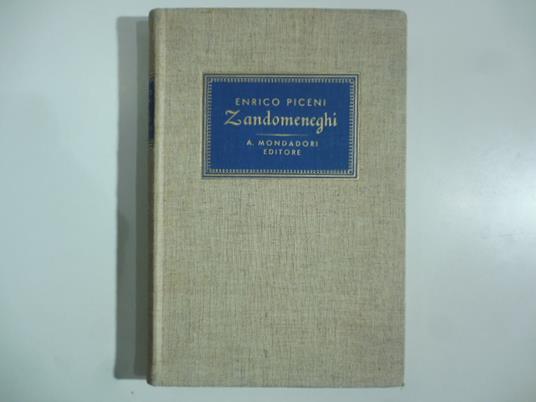 ENRICO PICENI
Zandomeneghi
A. MONDADORI
EDITORE